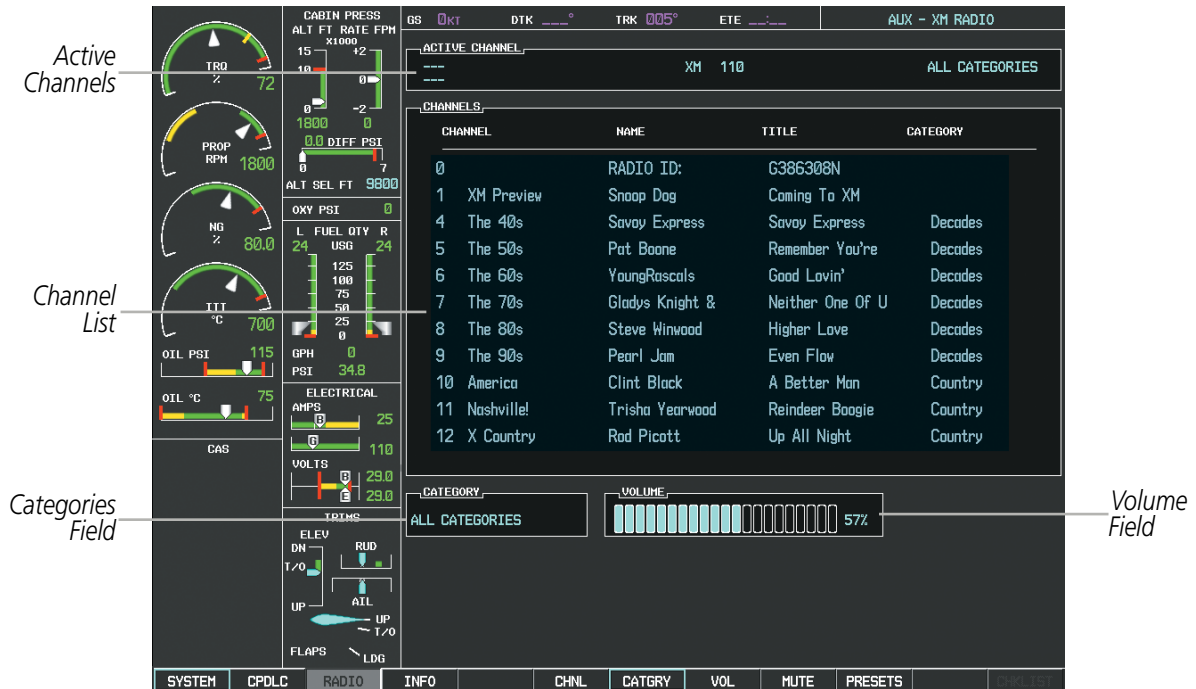 GS 0KT DTK ___° TRK 005° ETE __:__ AUX - XM RADIO
Active
Channels
Channel
List
Categories
Field
Volume
Field
TRQ
%
72
PROP
RPM
1800
NG
%
80.0
ITT
°C
700
OIL PSI 115
OIL °C 75
CAS
CABIN PRESS
ALT FT RATE FPM
X1000
15 +2
10 0
0 -2
1800 0
0.0 DIFF PSI
0 7
ALT SEL FT 9800
OXY PSI 0
L FUEL QTY R
24 USG 24
125
100
75
50
25
0
GPH 0
PSI 34.8
ELECTRICAL
AMPS
B 25
G 110
VOLTS
B 29.0
E 29.0
TRIMS
ELEV
DN RUD
T/O
UP AIL
UP
T/O
FLAPS LDG
ACTIVE CHANNEL
--- XM 110 ALL CATEGORIES
---
CHANNELS
CHANNEL NAME TITLE CATEGORY
0 RADIO ID: G386308N
1 XM Preview Snoop Dog Coming To XM
4 The 40s Savoy Express Savoy Express Decades
5 The 50s Pat Boone Remember You're Decades
6 The 60s YoungRascals Good Lovin' Decades
7 The 70s Gladys Knight & Neither One Of U Decades
8 The 80s Steve Winwood Higher Love Decades
9 The 90s Pearl Jam Even Flow Decades
10 America Clint Black A Better Man Country
11 Nashville! Trisha Yearwood Reindeer Boogie Country
12 X Country Rod Picott Up All Night Country
CATEGORY
ALL CATEGORIES
VOLUME
57%
SYSTEM CPDLC RADIO INFO CHNL CATGRY VOL MUTE PRESETS CHKLIST